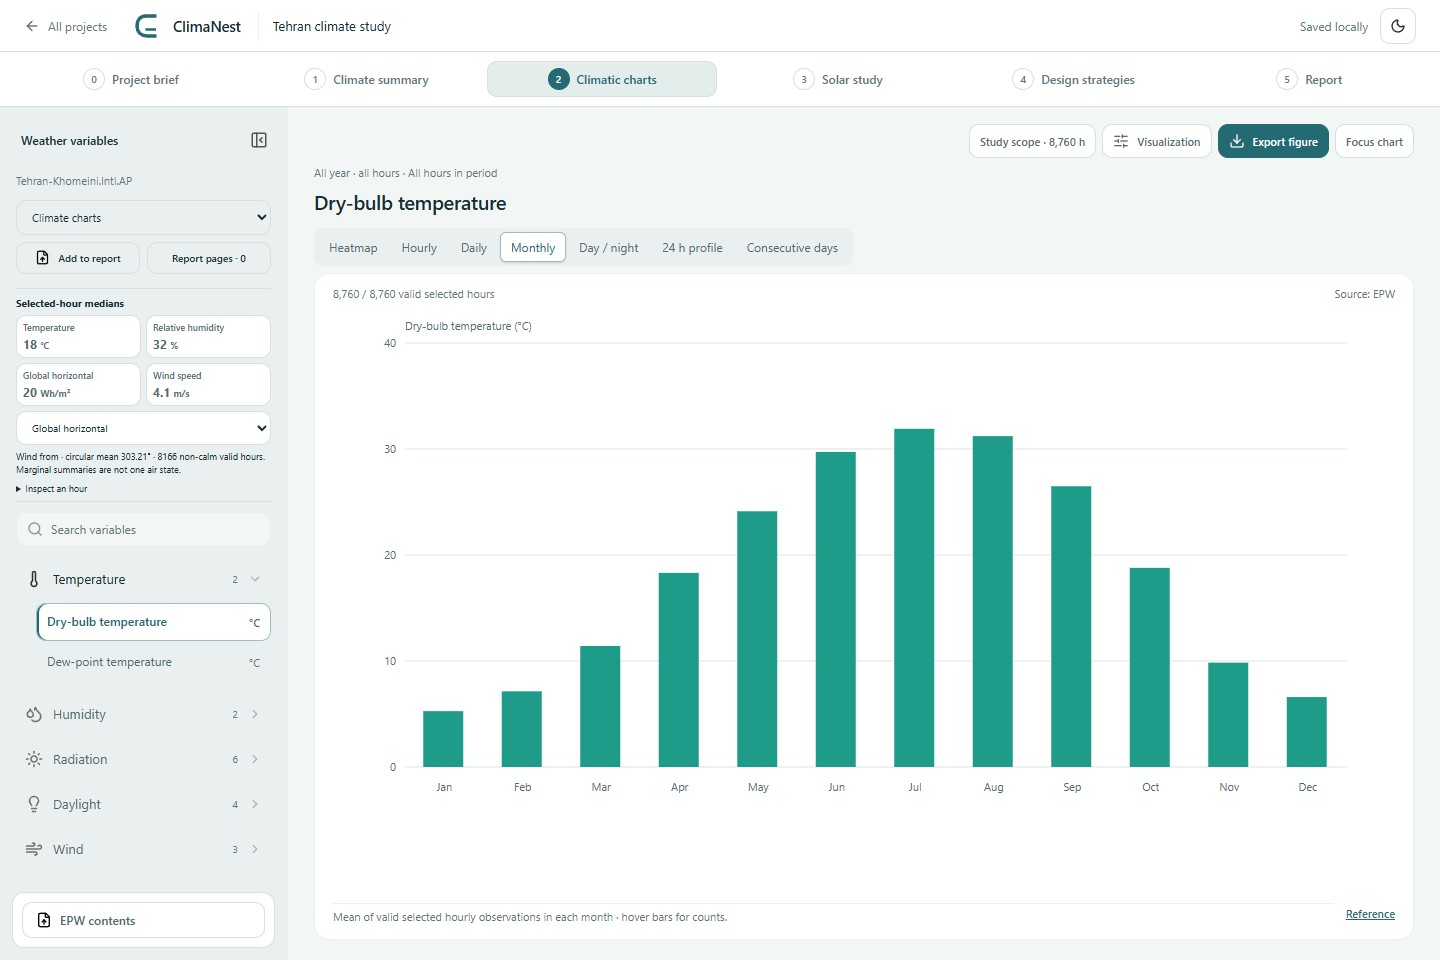 All projects
ClimaNest
Tehran climate study
Saved locally
0 Project brief
1 Climate summary
2 Climatic charts
3 Solar study
4 Design strategies
5 Report
Weather variables
Tehran-Khomeini.Intl.AP
Climate charts
Add to report
Report pages · 0
Selected-hour medians
Temperature
18 °C
Relative humidity
32 %
Global horizontal
20 Wh/m²
Wind speed
4.1 m/s
Global horizontal
Wind from · circular mean 303.21° · 8166 non-calm valid hours.
Marginal summaries are not one air state.
Inspect an hour
Search variables
Temperature 2
Dry-bulb temperature °C
Dew-point temperature °C
Humidity 2
Radiation 6
Daylight 4
Wind 3
EPW contents
Study scope · 8,760 h
Visualization
Export figure
Focus chart
All year · all hours · All hours in period
Dry-bulb temperature
Heatmap
Hourly
Daily
Monthly
Day / night
24 h profile
Consecutive days
8,760 / 8,760 valid selected hours
Source: EPW
Dry-bulb temperature (°C)
40
30
20
10
0
Jan Feb Mar Apr May Jun Jul Aug Sep Oct Nov Dec
Mean of valid selected hourly observations in each month · hover bars for counts.
Reference